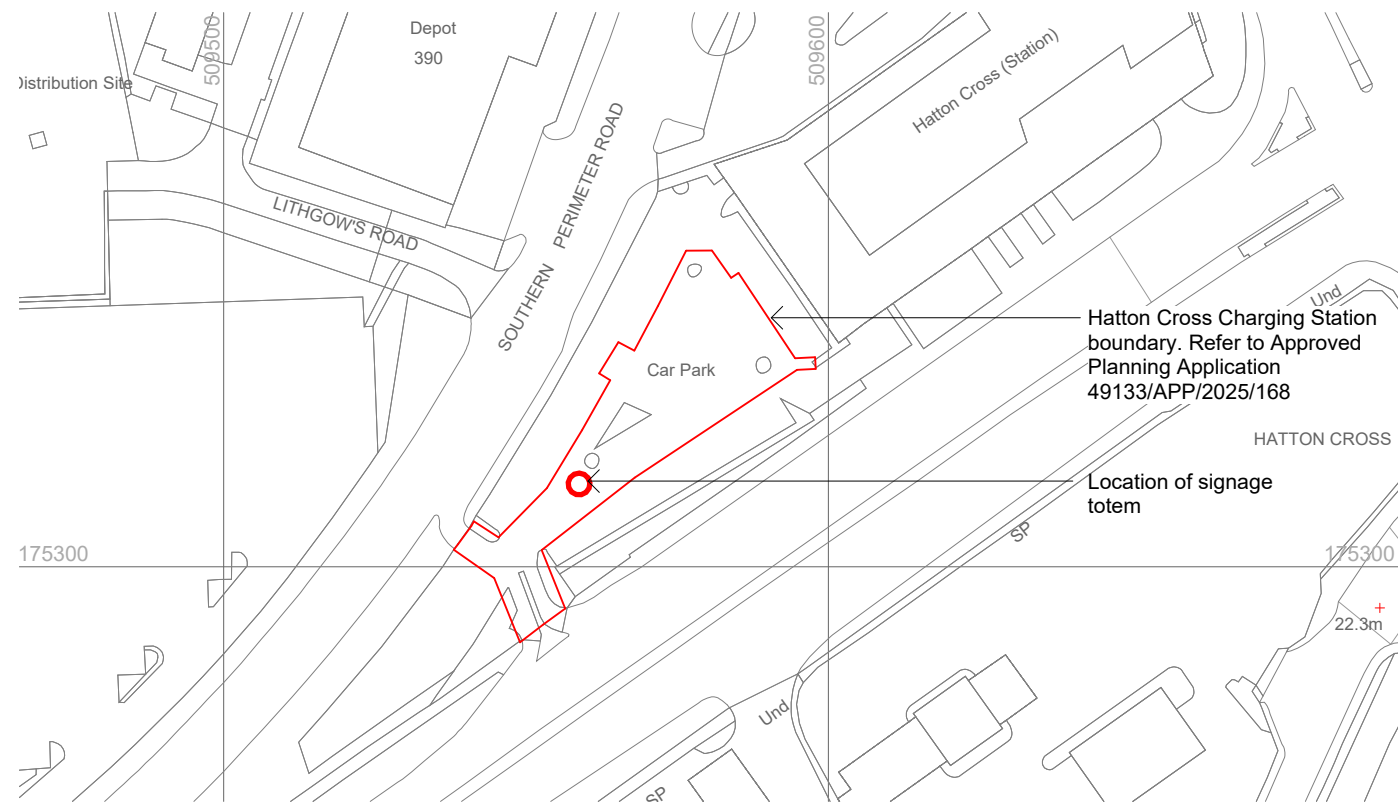 509500
Depot
390
Distribution Site
509600
Hatton Cross (Station)
SOUTHERN PERIMETER ROAD
LITHGOW'S ROAD
Und
Hatton Cross Charging Station
boundary. Refer to Approved
Planning Application
49133/APP/2025/168
Car Park
HATTON CROSS
Location of signage
totem
SP
175300
175300
22.3m
Und
SP